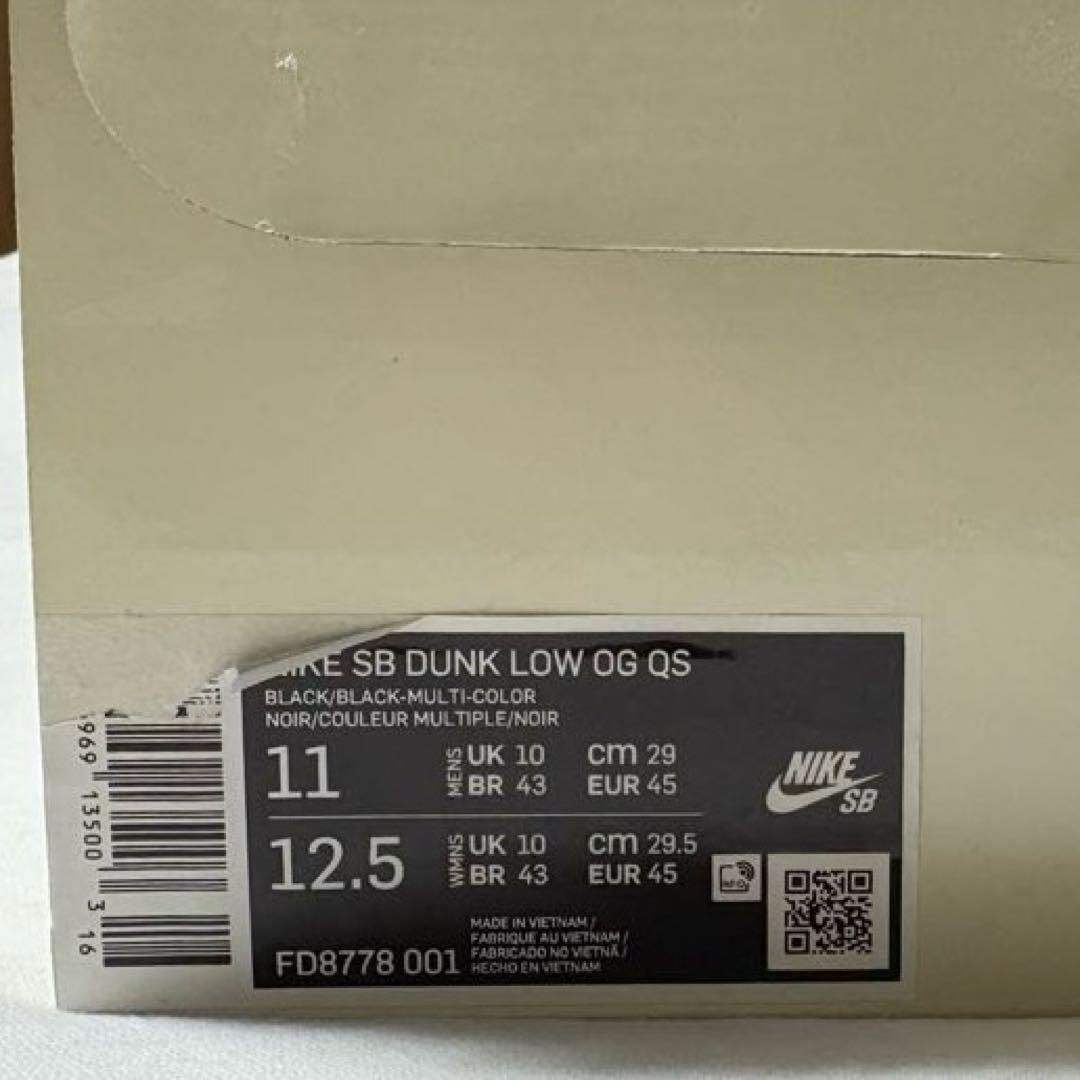 NIKE SB DUNK LOW OG QS
BLACK/BLACK-MULTI-COLOR
NOIR/COULEUR MULTIPLE/NOIR
11 MENS UK 10 cm 29
BR 43 EUR 45
12.5 WMNS UK 10 cm 29.5
BR 43 EUR 45
NIKE
SB
FD8778 001
MADE IN VIETNAM /
FABRIQUE AU VIETNAM /
FABRICADO NO VIETNÃ /
HECHO EN VIETNAM
969 13500 3 16